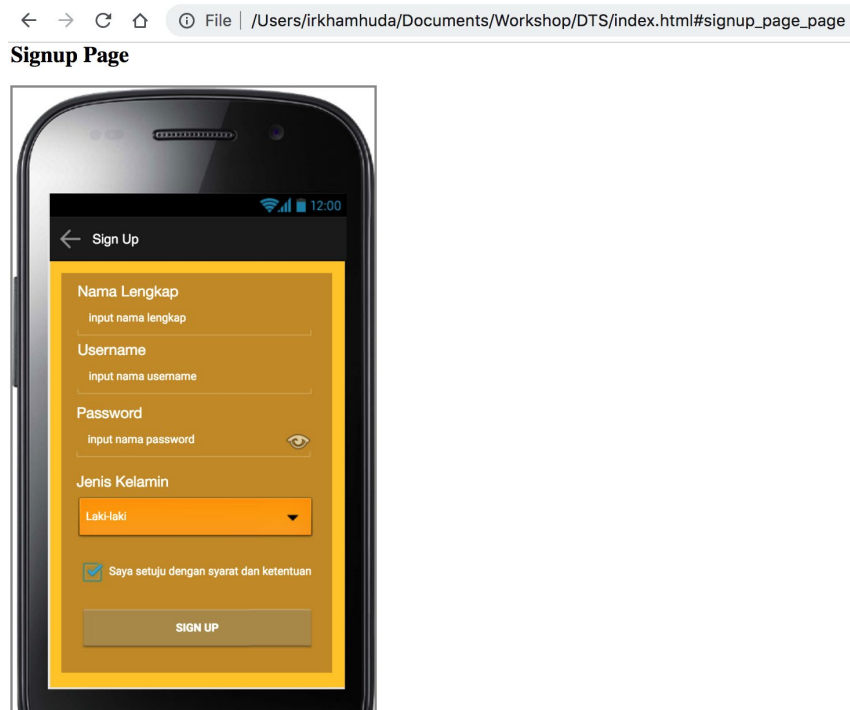 File | /Users/irkhamhuda/Documents/Workshop/DTS/index.html#signup_page_page
Signup Page
12:00
Sign Up
Nama Lengkap
input nama lengkap
Username
input nama username
Password
input nama password
Jenis Kelamin
Laki-laki
Saya setuju dengan syarat dan ketentuan
SIGN UP